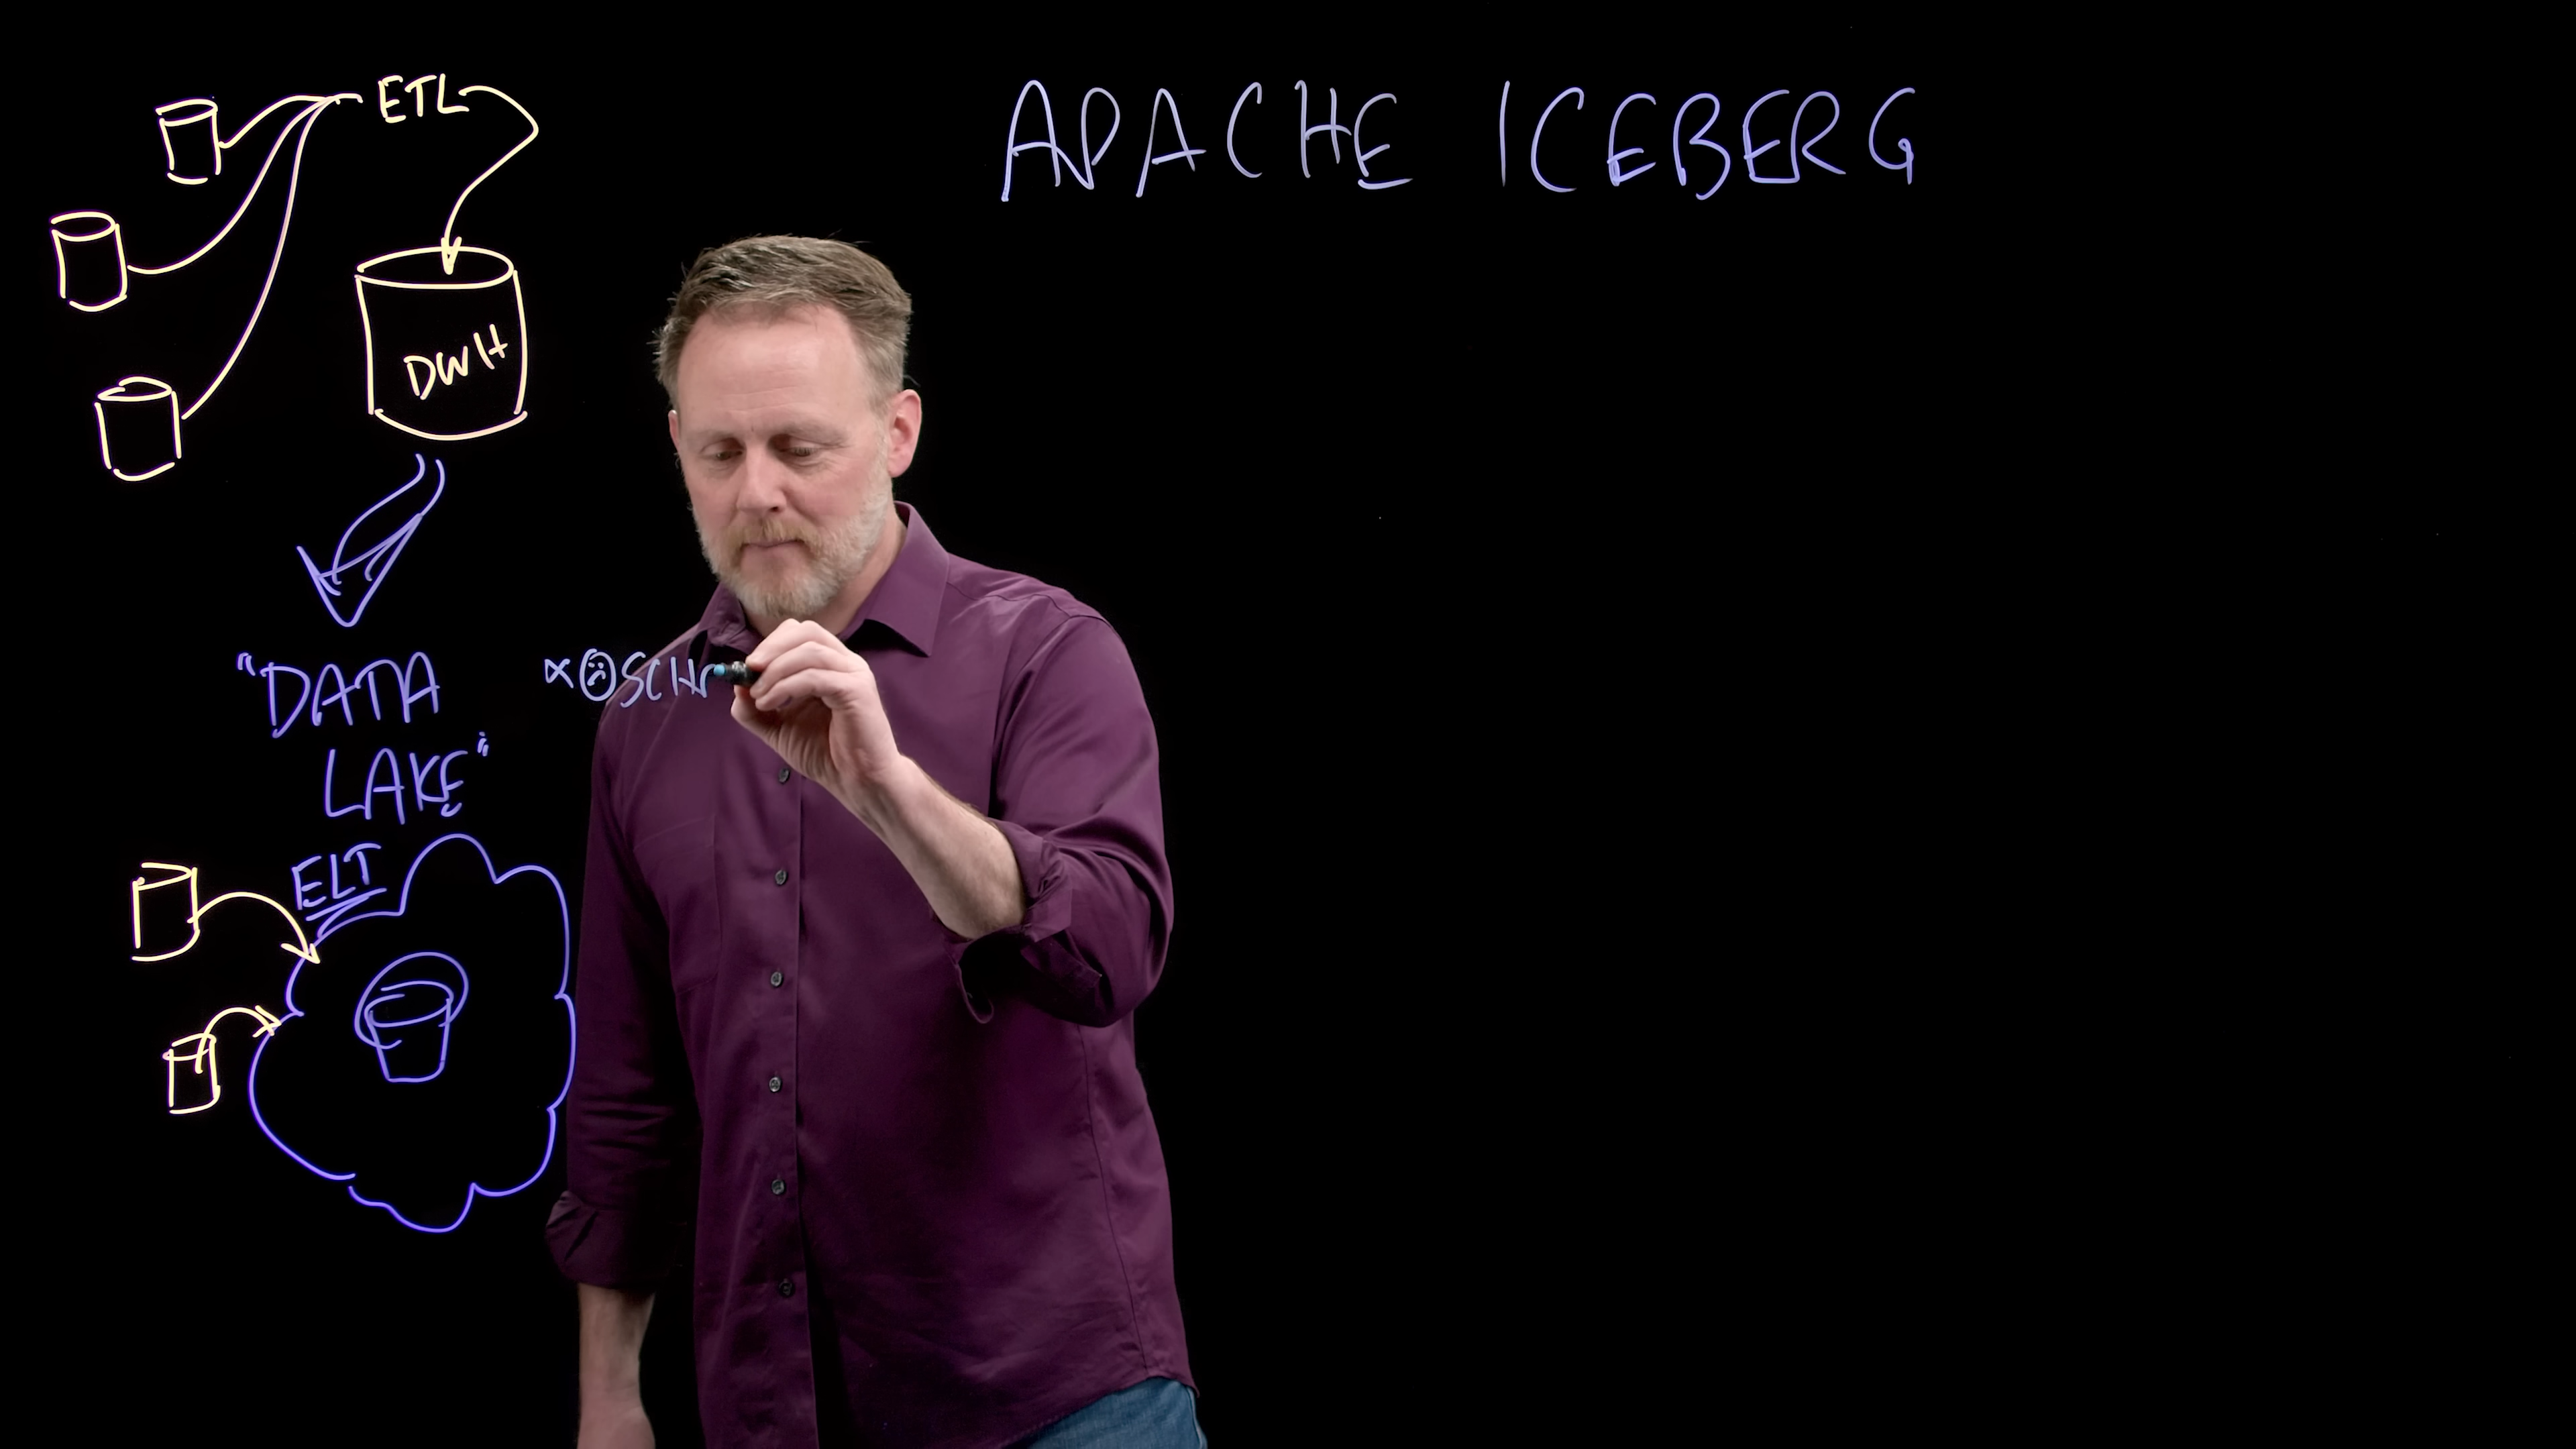 ETL
APACHE ICEBERG
DWH
"DATA
LAKE"
ELT